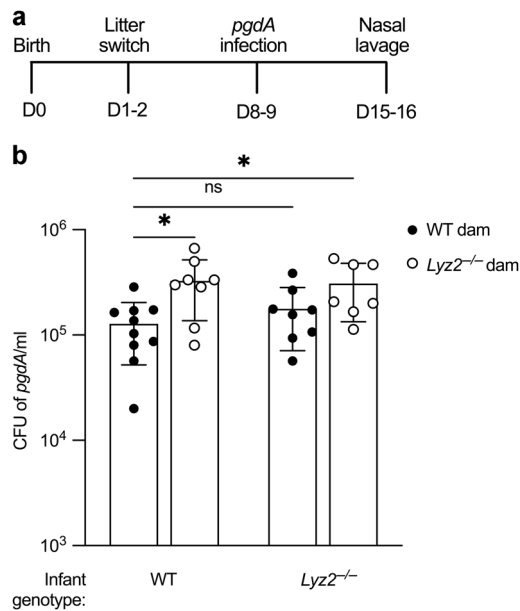 a
Birth
Litter switch
pgdA infection
Nasal lavage
D0
D1-2
D8-9
D15-16
b
*
ns
*
10⁶
10⁵
10⁴
10³
CFU of pgdA/ml
WT dam
Lyz2–/– dam
Infant genotype:
WT
Lyz2–/–